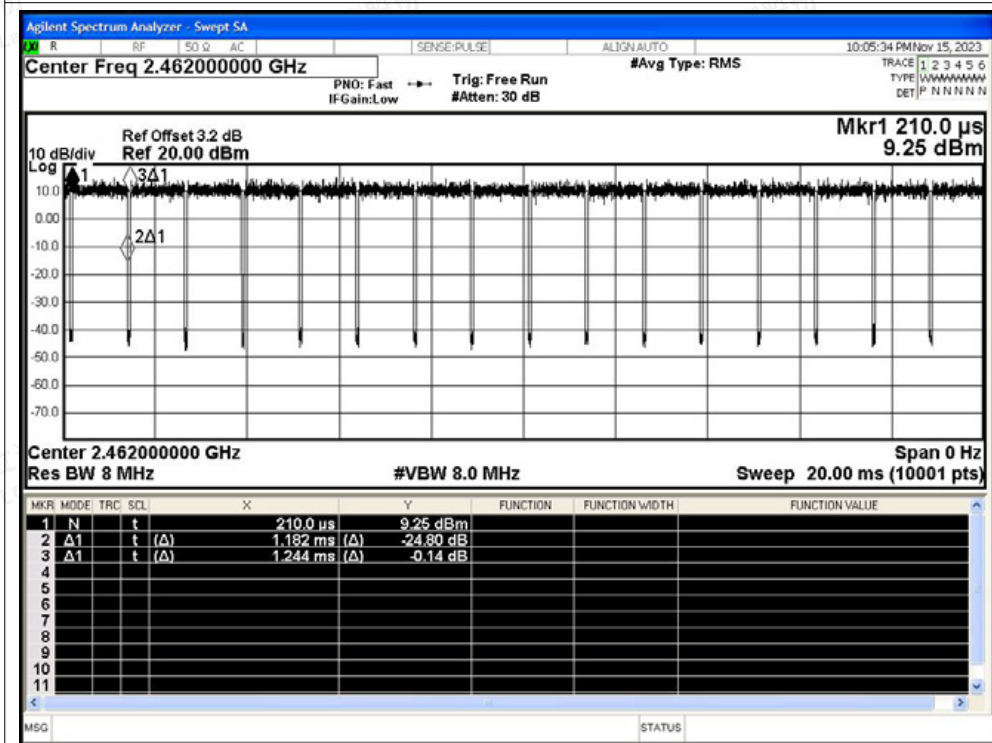 Agilent Spectrum Analyzer - Swept SA
LXI R RF 50 Ω AC SENSE:PULSE ALIGN AUTO 10:05:34 PM Nov 15, 2023
Center Freq 2.462000000 GHz #Avg Type: RMS TRACE 1 2 3 4 5 6
PNO: Fast Trig: Free Run TYPE WWWWWW
IFGain:Low #Atten: 30 dB DET P N N N N N
Mkr1 210.0 µs
Ref Offset 3.2 dB
10 dB/div Ref 20.00 dBm 9.25 dBm
Log
1 3Δ1
10.0
0.00
2Δ1
-10.0
-20.0
-30.0
-40.0
-50.0
-60.0
-70.0
Center 2.462000000 GHz Span 0 Hz
Res BW 8 MHz #VBW 8.0 MHz Sweep 20.00 ms (10001 pts)
MKR MODE TRC SCL X Y FUNCTION FUNCTION WIDTH FUNCTION VALUE
1 N t 210.0 µs 9.25 dBm
2 Δ1 t (Δ) 1.182 ms (Δ) -24.80 dB
3 Δ1 t (Δ) 1.244 ms (Δ) -0.14 dB
4
5
6
7
8
9
10
11
MSG STATUS